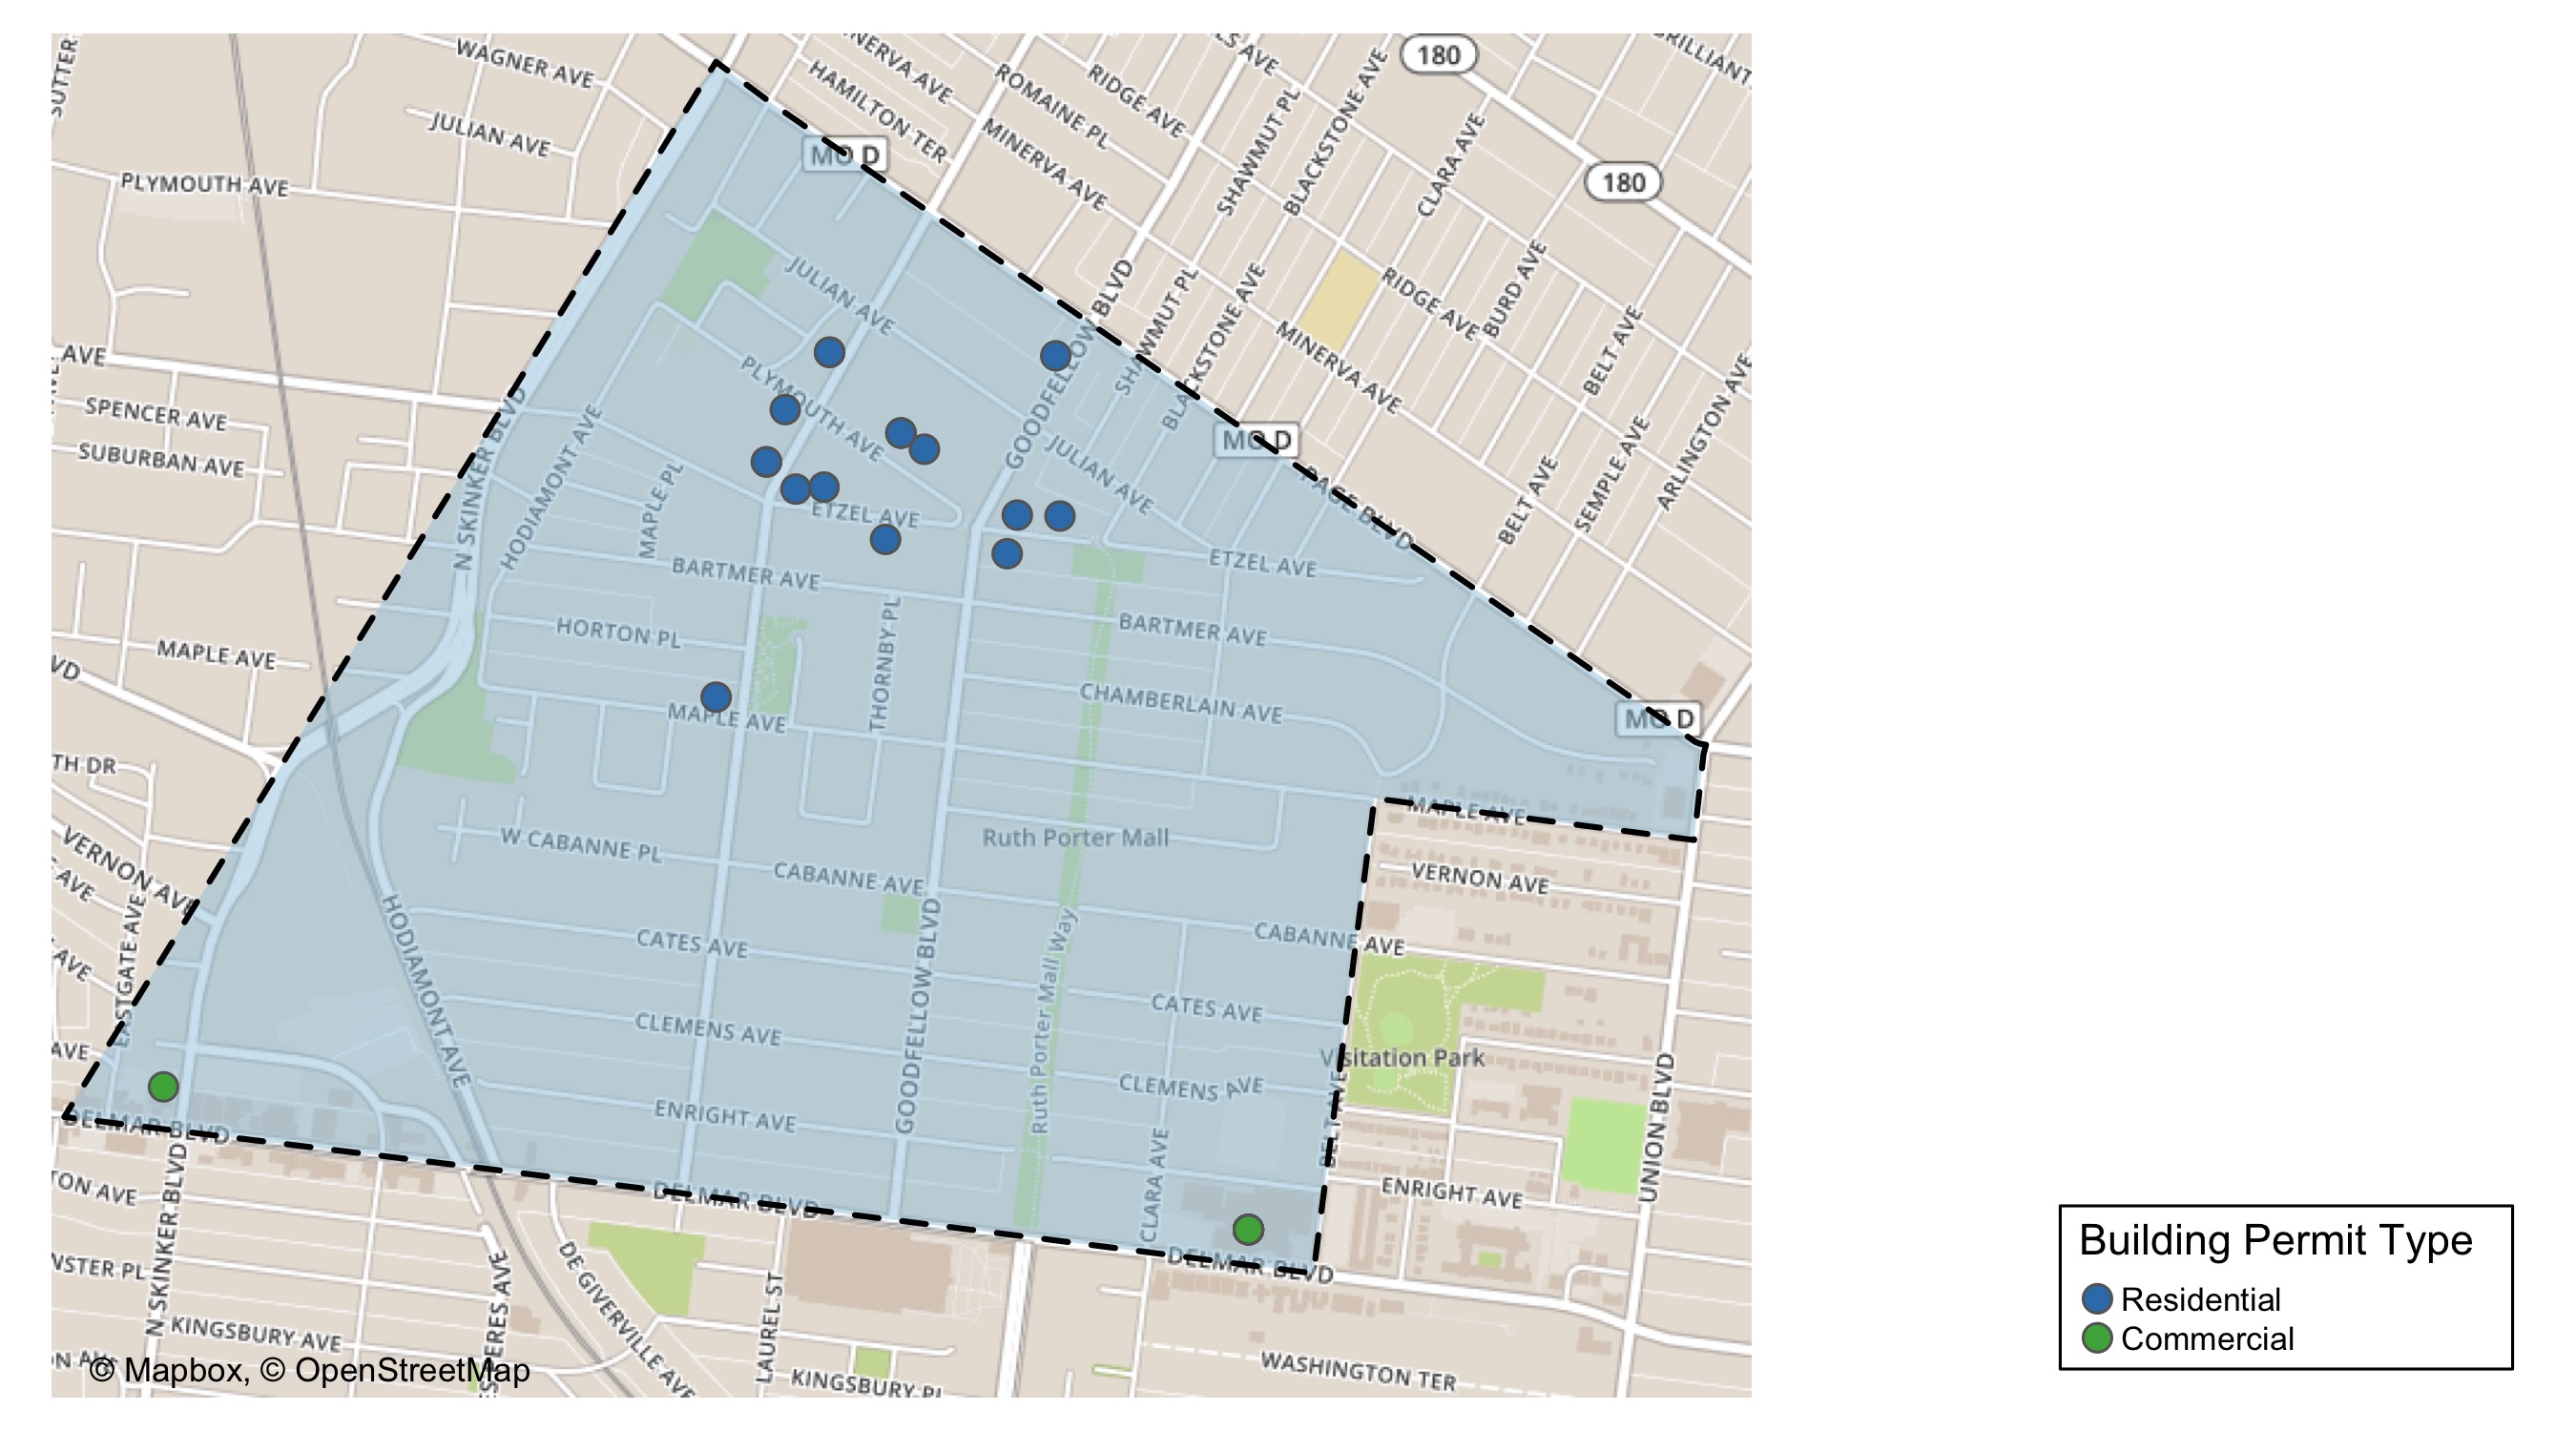 WAGNER AVE
JULIAN AVE
PLYMOUTH AVE
HAMILTON TER
ROMAINE PL
RIDGE AVE
MINERVA AVE
SHAWMUT PL
BLACKSTONE AVE
CLARA AVE
180
180
MO D
JULIAN AVE
GOODFELLOW BLVD
SHAWMUT PL
BLACKSTONE AVE
RIDGE AVE
BURD AVE
MINERVA AVE
BELT AVE
ARLINGTON AVE
AVE
SPENCER AVE
SUBURBAN AVE
N SKINKER BLVD
HODIAMONT AVE
MAPLE PL
PLYMOUTH AVE
ETZEL AVE
JULIAN AVE
MO D
PAGE BLVD
BELT AVE
SEMPLE AVE
ETZEL AVE
BARTMER AVE
BARTMER AVE
HORTON PL
THORNBY PL
MAPLE AVE
MAPLE AVE
CHAMBERLAIN AVE
MO D
VD
TH DR
MAPLE AVE
W CABANNE PL
Ruth Porter Mall
VERNON AVE
VERNON AVE
AVE
CABANNE AVE
CABANNE AVE
EASTGATE AVE
HODIAMONT AVE
CATES AVE
GOODFELLOW BLVD
Ruth Porter Mall Way
CATES AVE
AVE
CLEMENS AVE
CLEMENS AVE
Visitation Park
AVE
ENRIGHT AVE
BELT AVE
UNION BLVD
DELMAR BLVD
DELMAR BLVD
CLARA AVE
DELMAR BLVD
ENRIGHT AVE
TON AVE
NSTER PL
N SKINKER BLVD
KINGSBURY AVE
DE GIVERVILLE AVE
LAUREL ST
KINGSBURY PL
WASHINGTON TER
© Mapbox, © OpenStreetMap
Building Permit Type
Residential
Commercial